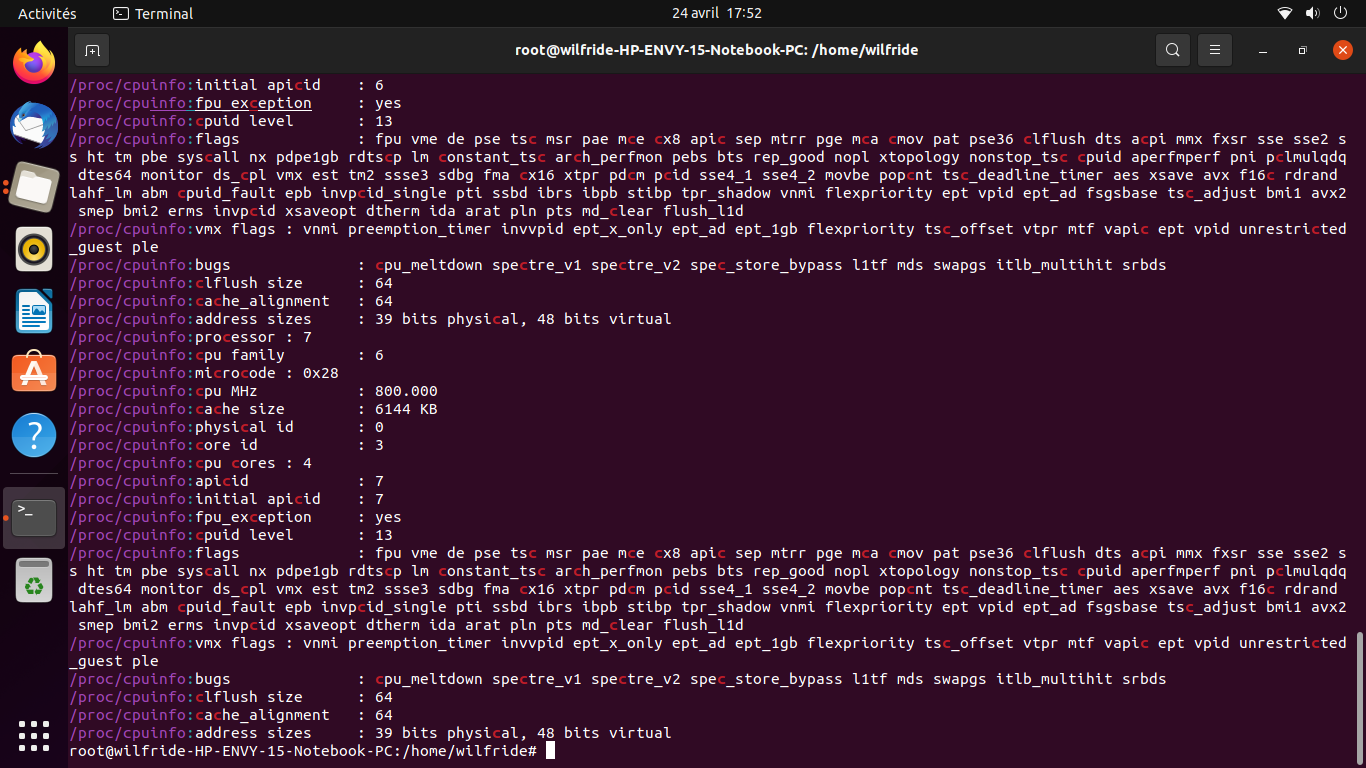 Activités Terminal 24 avril 17:52
root@wilfride-HP-ENVY-15-Notebook-PC: /home/wilfride
/proc/cpuinfo:initial apicid : 6
/proc/cpuinfo:fpu_exception : yes
/proc/cpuinfo:cpuid level : 13
/proc/cpuinfo:flags : fpu vme de pse tsc msr pae mce cx8 apic sep mtrr pge mca cmov pat pse36 clflush dts acpi mmx fxsr sse sse2 s
s ht tm pbe syscall nx pdpe1gb rdtscp lm constant_tsc arch_perfmon pebs bts rep_good nopl xtopology nonstop_tsc cpuid aperfmperf pni pclmulqdq
dtes64 monitor ds_cpl vmx est tm2 ssse3 sdbg fma cx16 xtpr pdcm pcid sse4_1 sse4_2 movbe popcnt tsc_deadline_timer aes xsave avx f16c rdrand
lahf_lm abm cpuid_fault epb invpcid_single pti ssbd ibrs ibpb stibp tpr_shadow vnmi flexpriority ept vpid ept_ad fsgsbase tsc_adjust bmi1 avx2
smep bmi2 erms invpcid xsaveopt dtherm ida arat pln pts md_clear flush_l1d
/proc/cpuinfo:vmx flags : vnmi preemption_timer invvpid ept_x_only ept_ad ept_1gb flexpriority tsc_offset vtpr mtf vapic ept vpid unrestricted
_guest ple
/proc/cpuinfo:bugs : cpu_meltdown spectre_v1 spectre_v2 spec_store_bypass l1tf mds swapgs itlb_multihit srbds
/proc/cpuinfo:clflush size : 64
/proc/cpuinfo:cache_alignment : 64
/proc/cpuinfo:address sizes : 39 bits physical, 48 bits virtual
/proc/cpuinfo:processor : 7
/proc/cpuinfo:cpu family : 6
/proc/cpuinfo:microcode : 0x28
/proc/cpuinfo:cpu MHz : 800.000
/proc/cpuinfo:cache size : 6144 KB
/proc/cpuinfo:physical id : 0
/proc/cpuinfo:core id : 3
/proc/cpuinfo:cpu cores : 4
/proc/cpuinfo:apicid : 7
/proc/cpuinfo:initial apicid : 7
/proc/cpuinfo:fpu_exception : yes
/proc/cpuinfo:cpuid level : 13
/proc/cpuinfo:flags : fpu vme de pse tsc msr pae mce cx8 apic sep mtrr pge mca cmov pat pse36 clflush dts acpi mmx fxsr sse sse2 s
s ht tm pbe syscall nx pdpe1gb rdtscp lm constant_tsc arch_perfmon pebs bts rep_good nopl xtopology nonstop_tsc cpuid aperfmperf pni pclmulqdq
dtes64 monitor ds_cpl vmx est tm2 ssse3 sdbg fma cx16 xtpr pdcm pcid sse4_1 sse4_2 movbe popcnt tsc_deadline_timer aes xsave avx f16c rdrand
lahf_lm abm cpuid_fault epb invpcid_single pti ssbd ibrs ibpb stibp tpr_shadow vnmi flexpriority ept vpid ept_ad fsgsbase tsc_adjust bmi1 avx2
smep bmi2 erms invpcid xsaveopt dtherm ida arat pln pts md_clear flush_l1d
/proc/cpuinfo:vmx flags : vnmi preemption_timer invvpid ept_x_only ept_ad ept_1gb flexpriority tsc_offset vtpr mtf vapic ept vpid unrestricted
_guest ple
/proc/cpuinfo:bugs : cpu_meltdown spectre_v1 spectre_v2 spec_store_bypass l1tf mds swapgs itlb_multihit srbds
/proc/cpuinfo:clflush size : 64
/proc/cpuinfo:cache_alignment : 64
/proc/cpuinfo:address sizes : 39 bits physical, 48 bits virtual
root@wilfride-HP-ENVY-15-Notebook-PC:/home/wilfride#